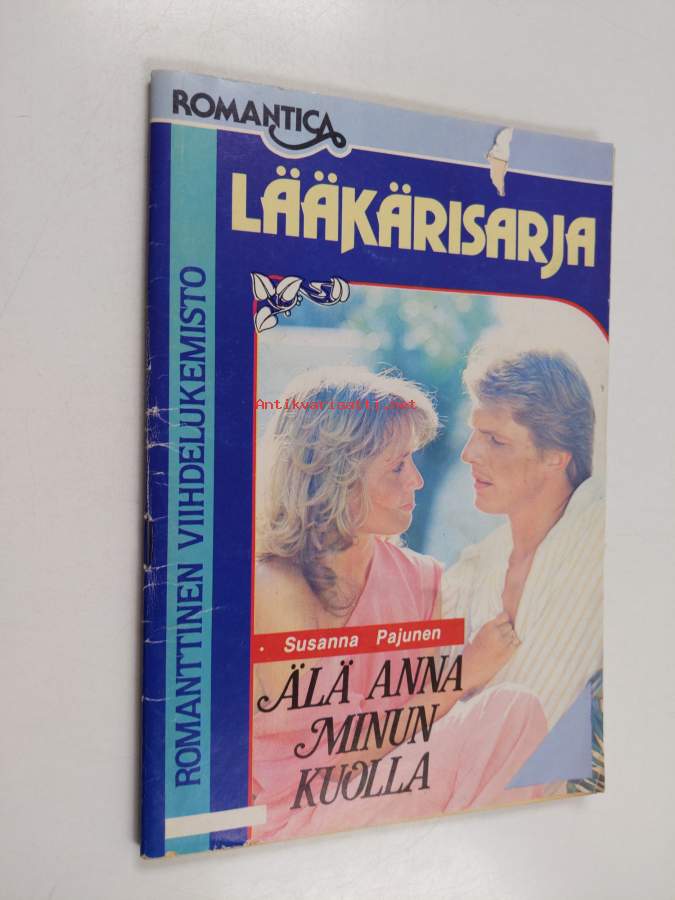 ROMANTICA
LÄÄKÄRISARJA
ROMANTTINEN VIIHDELUKEMISTO
Antikvariaatti.net
Susanna Pajunen
ÄLÄ ANNA
MINUN
KUOLLA